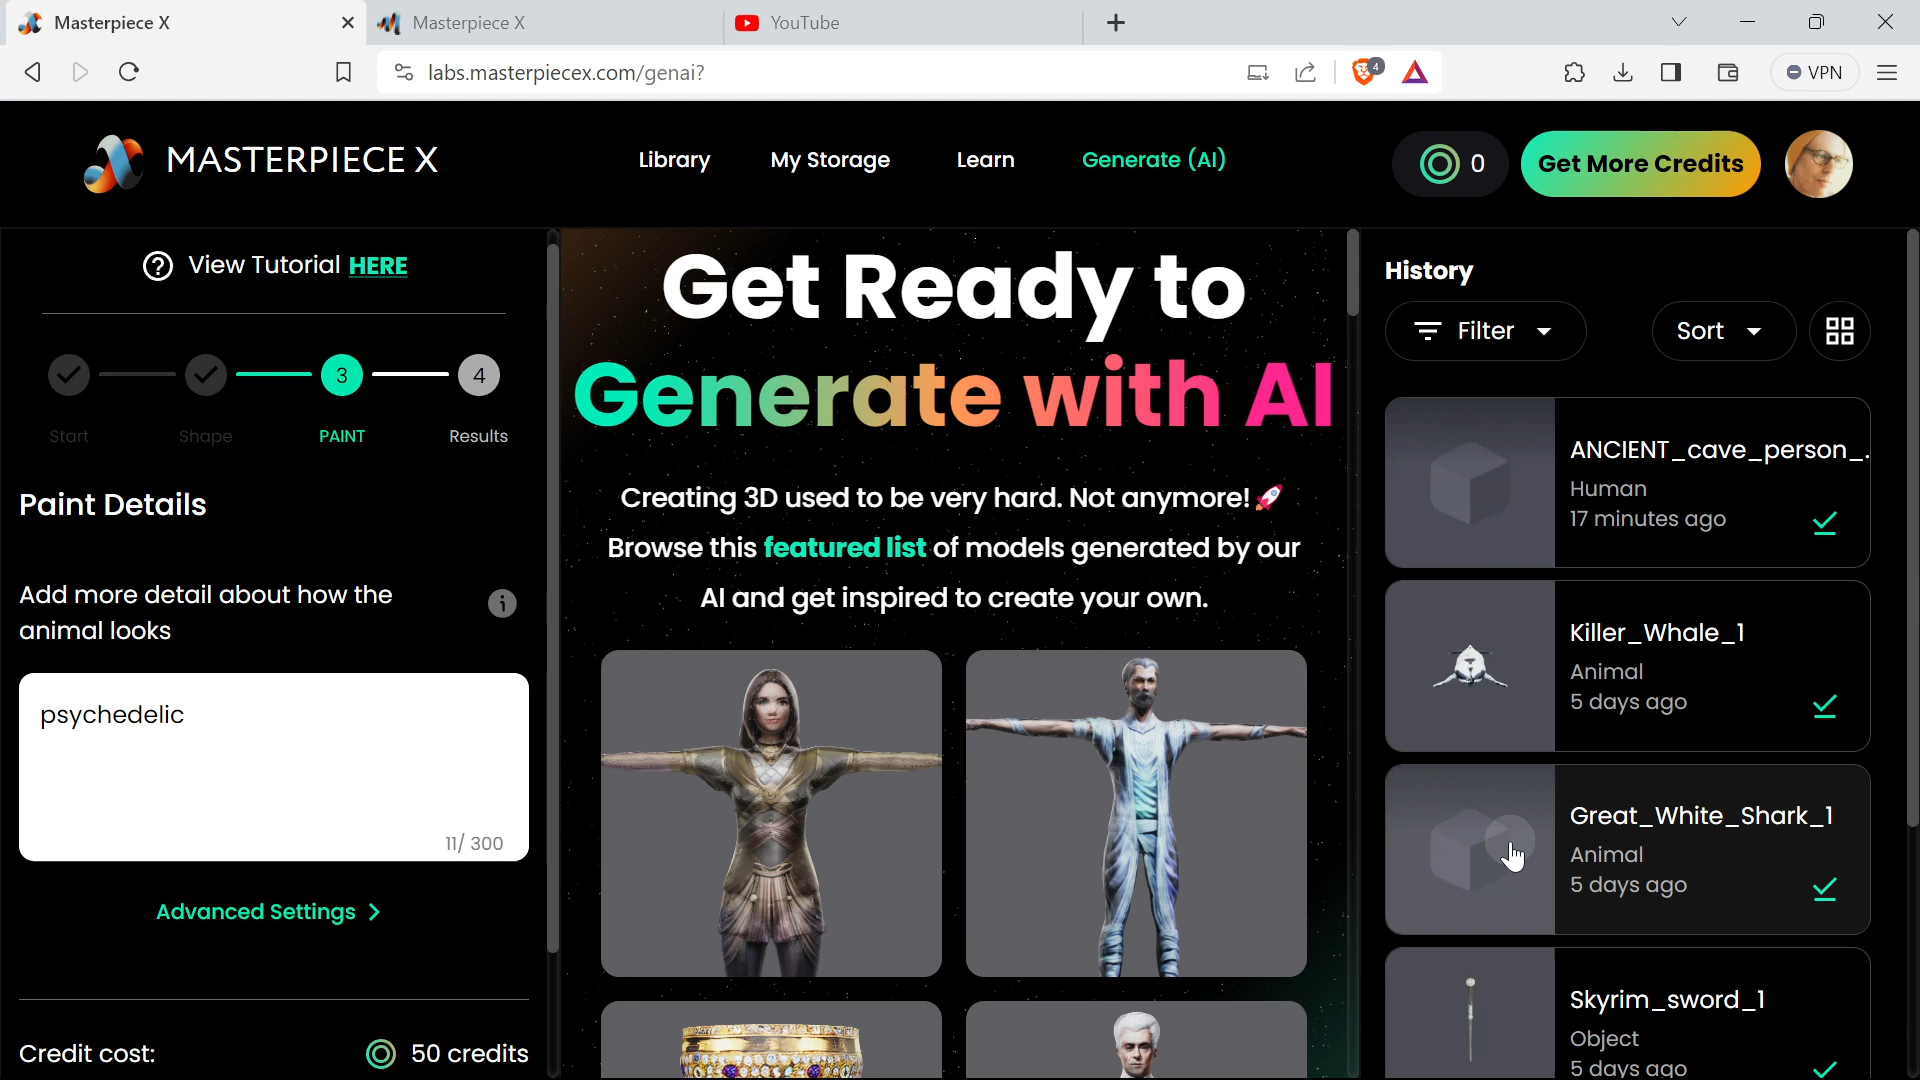 Masterpiece X
Masterpiece X
YouTube
labs.masterpiecex.com/genai?
4
VPN
MASTERPIECE X
Library
My Storage
Learn
Generate (AI)
0
Get More Credits
View Tutorial HERE
3
4
Start
Shape
PAINT
Results
Paint Details
Add more detail about how the
animal looks
psychedelic
11/ 300
Advanced Settings
Credit cost:
50 credits
Get Ready to
Generate with AI
Creating 3D used to be very hard. Not anymore!🚀
Browse this featured list of models generated by our
AI and get inspired to create your own.
History
Filter
Sort
ANCIENT_cave_person_.
Human
17 minutes ago
Killer_Whale_1
Animal
5 days ago
Great_White_Shark_1
Animal
5 days ago
Skyrim_sword_1
Object
5 days ago